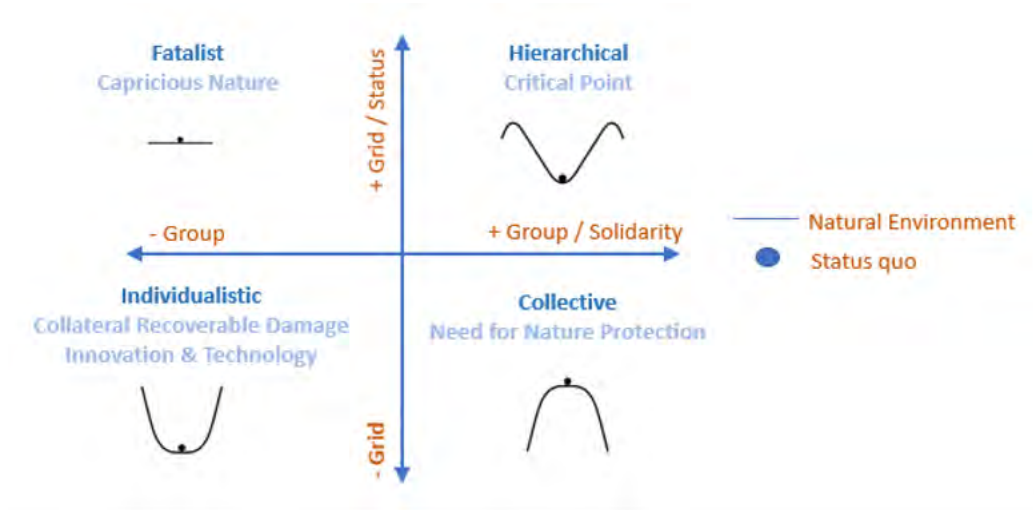 Fatalist
Capricious Nature
+ Grid / Status
Hierarchical
Critical Point
- Group
+ Group / Solidarity
Natural Environment
Status quo
Individualistic
Collateral Recoverable Damage
Innovation & Technology
Collective
Need for Nature Protection
- Grid